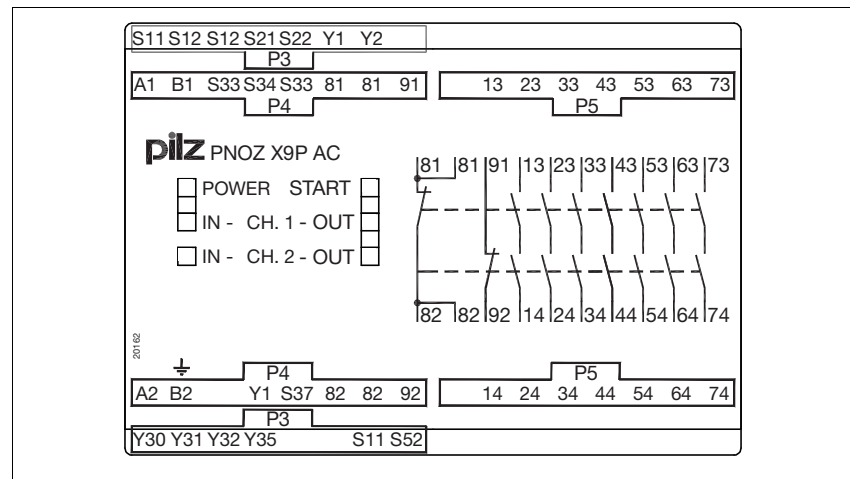 S11 S12 S12 S21 S22 Y1 Y2
P3
A1 B1 S33 S34 S33 81 81 91 13 23 33 43 53 63 73
P4 P5
pilz PNOZ X9P AC
POWER START
IN - CH. 1 - OUT
IN - CH. 2 - OUT
81 81 91 13 23 33 43 53 63 73
82 82 92 14 24 34 44 54 64 74
20162
P4 P5
A2 B2 Y1 S37 82 82 92 14 24 34 44 54 64 74
P3
Y30 Y31 Y32 Y35 S11 S52